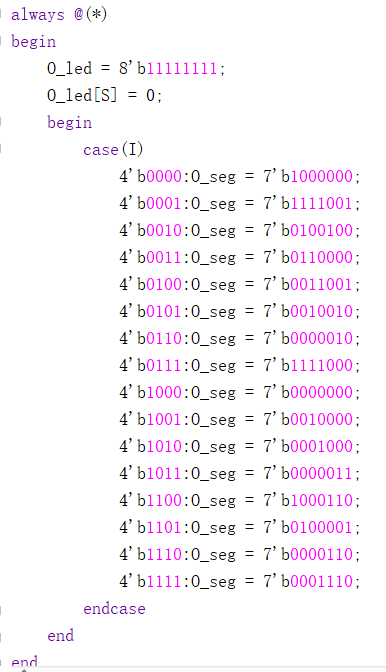 always @(*)
begin
    O_led = 8'b11111111;
    O_led[S] = 0;
    begin
        case(I)
            4'b0000:O_seg = 7'b1000000;
            4'b0001:O_seg = 7'b1111001;
            4'b0010:O_seg = 7'b0100100;
            4'b0011:O_seg = 7'b0110000;
            4'b0100:O_seg = 7'b0011001;
            4'b0101:O_seg = 7'b0010010;
            4'b0110:O_seg = 7'b0000010;
            4'b0111:O_seg = 7'b1111000;
            4'b1000:O_seg = 7'b0000000;
            4'b1001:O_seg = 7'b0010000;
            4'b1010:O_seg = 7'b0001000;
            4'b1011:O_seg = 7'b0000011;
            4'b1100:O_seg = 7'b1000110;
            4'b1101:O_seg = 7'b0100001;
            4'b1110:O_seg = 7'b0000110;
            4'b1111:O_seg = 7'b0001110;
        endcase
    end
end